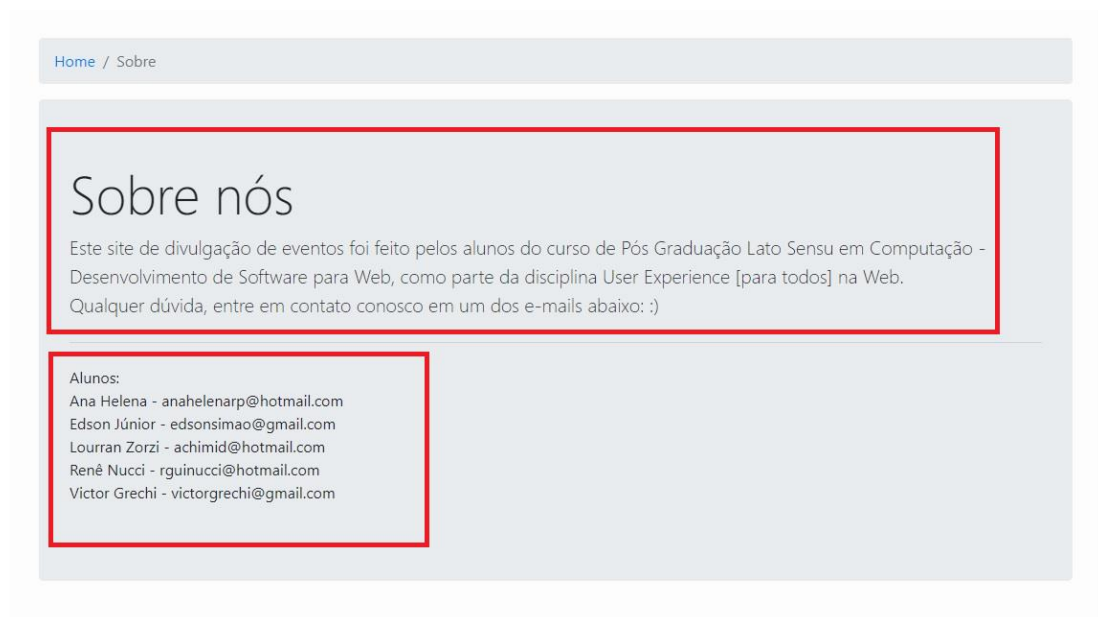 Home / Sobre
Sobre nós
Este site de divulgação de eventos foi feito pelos alunos do curso de Pós Graduação Lato Sensu em Computação -
Desenvolvimento de Software para Web, como parte da disciplina User Experience [para todos] na Web.
Qualquer dúvida, entre em contato conosco em um dos e-mails abaixo: :)
Alunos:
Ana Helena - anahelenarp@hotmail.com
Edson Júnior - edsonsimao@gmail.com
Lourran Zorzi - achimid@hotmail.com
Renê Nucci - rguinucci@hotmail.com
Victor Grechi - victorgrechi@gmail.com